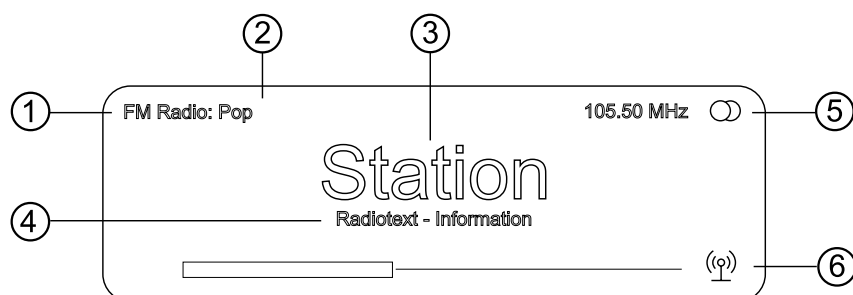 2 3
1 FM Radio: Pop 105.50 MHz 5
Station
4 Radiotext - Information
6